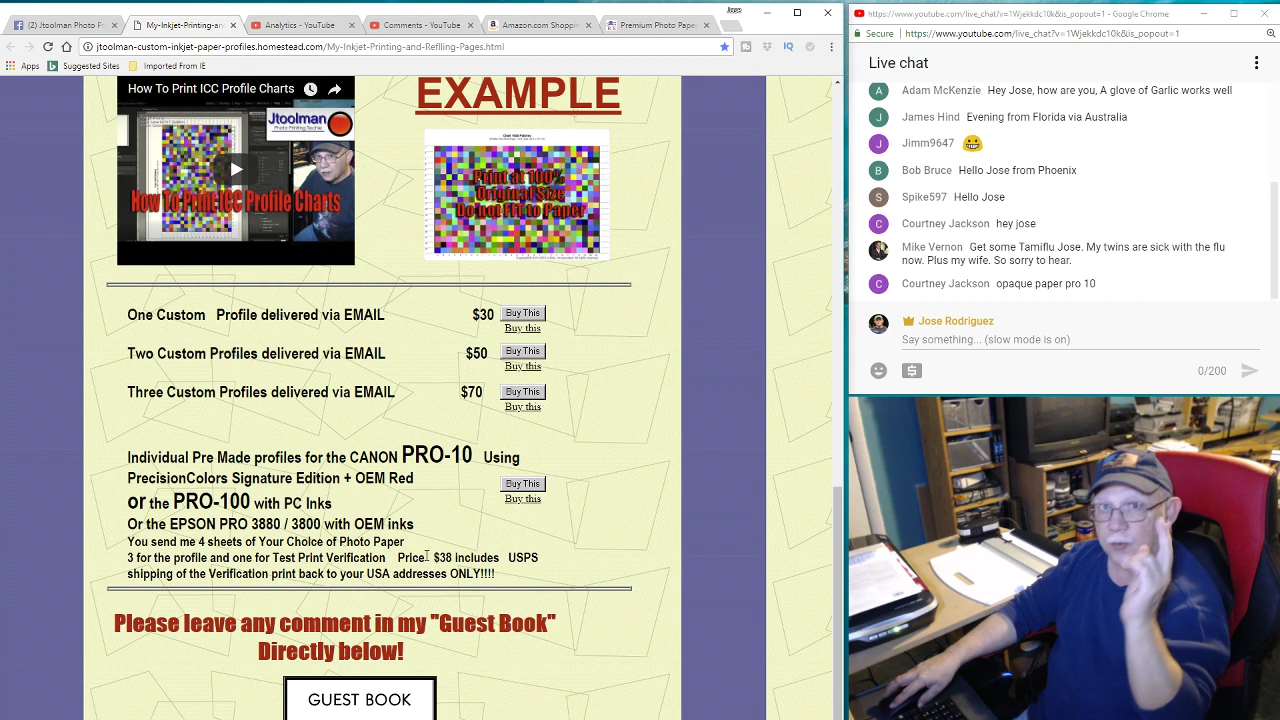 (2) Jtoolman Photo Pri
My-Inkjet-Printing-an
Analytics - YouTube
Comments - YouTube
Amazon.com Shoppin
Premium Photo Pape
Jtoolman-custom-inkjet-paper-profiles.homestead.com/My-Inkjet-Printing-and-Reflling-Pages.html
Apps
Suggested Sites
Imported From IE
How To Print ICC Profile Charts
Jtoolman
Photo Printing Techie
How To Print ICC Profile Charts
EXAMPLE
Print at 100%
Original Size
Do not FIT to Paper
One Custom Profile delivered via EMAIL $30 Buy This
Buy this
Two Custom Profiles delivered via EMAIL $50 Buy This
Buy this
Three Custom Profiles delivered via EMAIL $70 Buy This
Buy this
Individual Pre Made profiles for the CANON PRO-10 Using
PrecisionColors Signature Edition + OEM Red
or the PRO-100 with PC Inks
Buy This
Buy this
Or the EPSON PRO 3880 / 3800 with OEM inks
You send me 4 sheets of Your Choice of Photo Paper
3 for the profile and one for Test Print Verification Price $38 includes USPS
shipping of the Verification print back to your USA addresses ONLY!!!!
Please leave any comment in my "Guest Book"
Directly below!
GUEST BOOK
https://www.youtube.com/live_chat?v=1Wjekkdc10k&is_popout=1 - Google Chrome
Secure https://www.youtube.com/live_chat?v=1Wjekkdc10k&is_popout=1
Live chat
A Adam McKenzie Hey Jose, how are you, A glove of Garlic works well
J James Hind Evening from Florida via Australia
J Jimm9647
B Bob Bruce Hello Jose from Phoenix
S Spike597 Hello Jose
C Courtney Jackson hey jose
Mike Vernon Get some Tamiflu Jose. My twins are sick with the flu
now. Plus my wife. So sorry to hear.
C Courtney Jackson opaque paper pro 10
Jose Rodriguez
Say something... (slow mode is on)
0/200